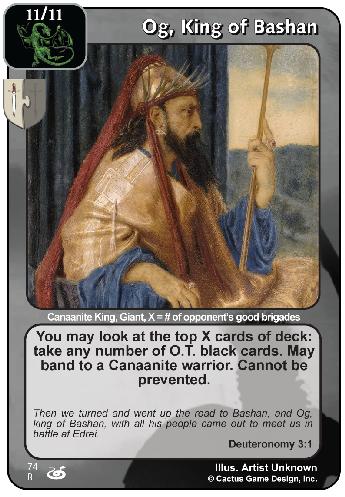 11/11
Og, King of Bashan
Canaanite King, Giant, X = # of opponent's good brigades
You may look at the top X cards of deck:
take any number of O.T. black cards. May
band to a Canaanite warrior. Cannot be
prevented.
Then we turned and went up the road to Bashan, and Og,
king of Bashan, with all his people came out to meet us in
battle at Edrei.
Deuteronomy 3:1
74
R
Illus. Artist Unknown
© Cactus Game Design, Inc.